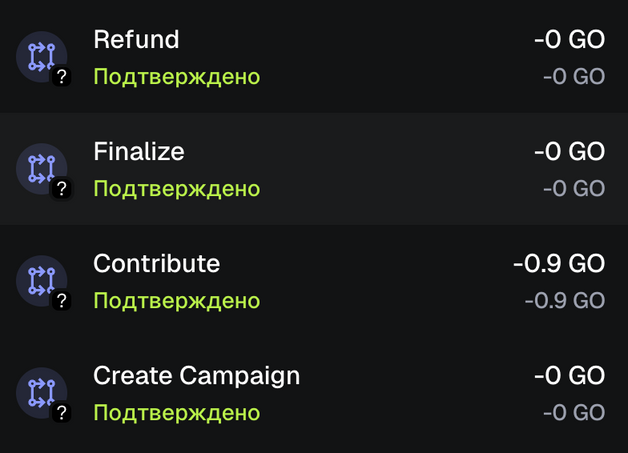 Refund
-0 GO
Подтверждено
-0 GO
?
Finalize
-0 GO
Подтверждено
-0 GO
?
Contribute
-0.9 GO
Подтверждено
-0.9 GO
?
Create Campaign
-0 GO
Подтверждено
-0 GO
?